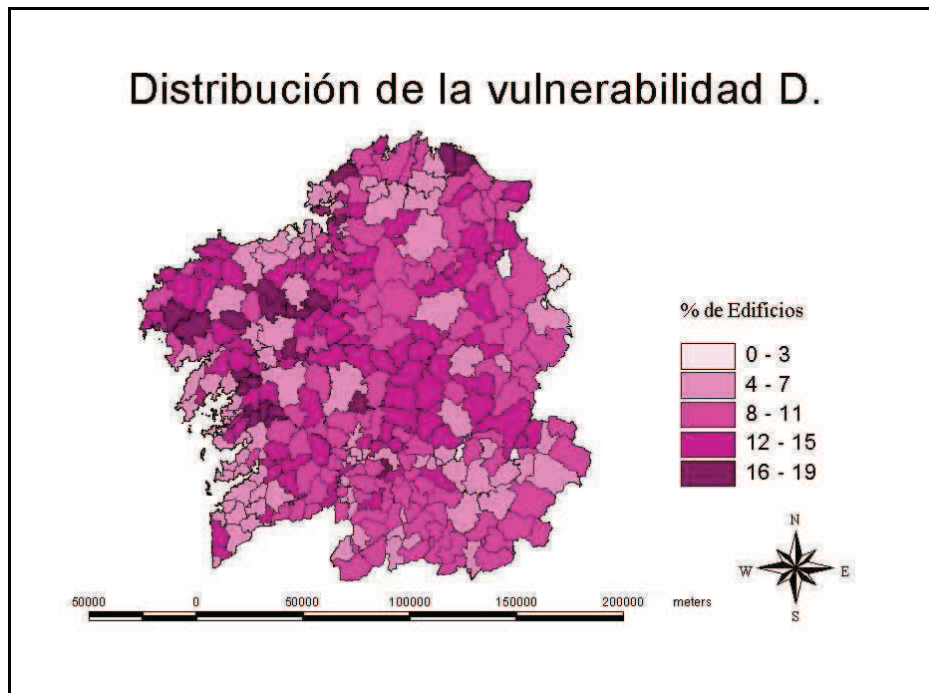 Distribución de la vulnerabilidad D.
% de Edificios
0 - 3
4 - 7
8 - 11
12 - 15
16 - 19
N
W E
S
50000 0 50000 100000 150000 200000 meters